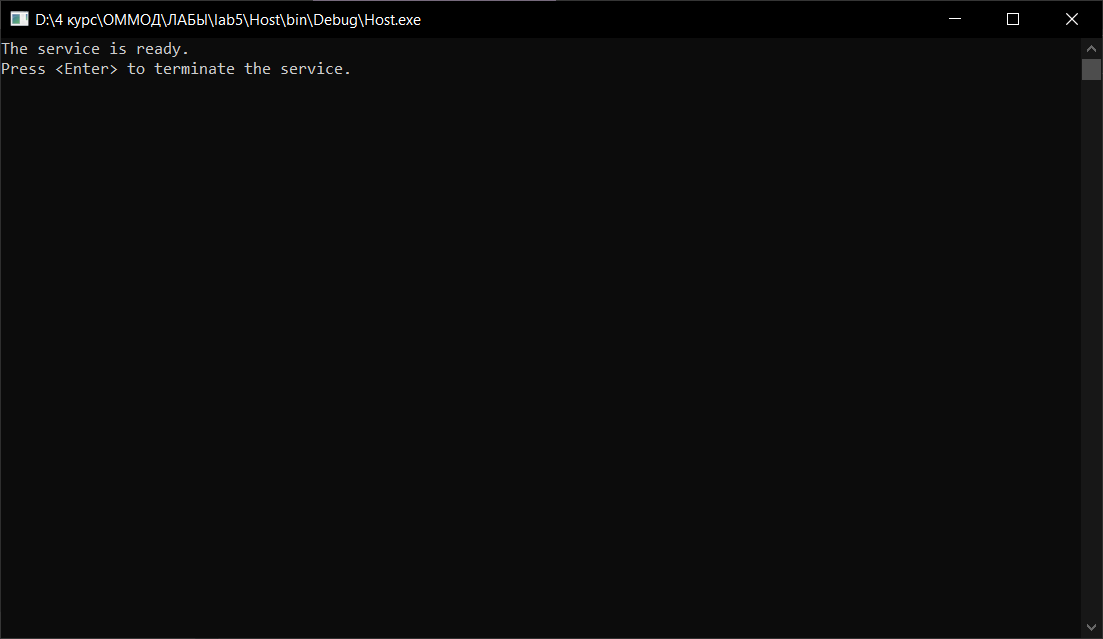 D:\4 курс\ОММОД\ЛАБЫ\lab5\Host\bin\Debug\Host.exe
The service is ready.
Press <Enter> to terminate the service.